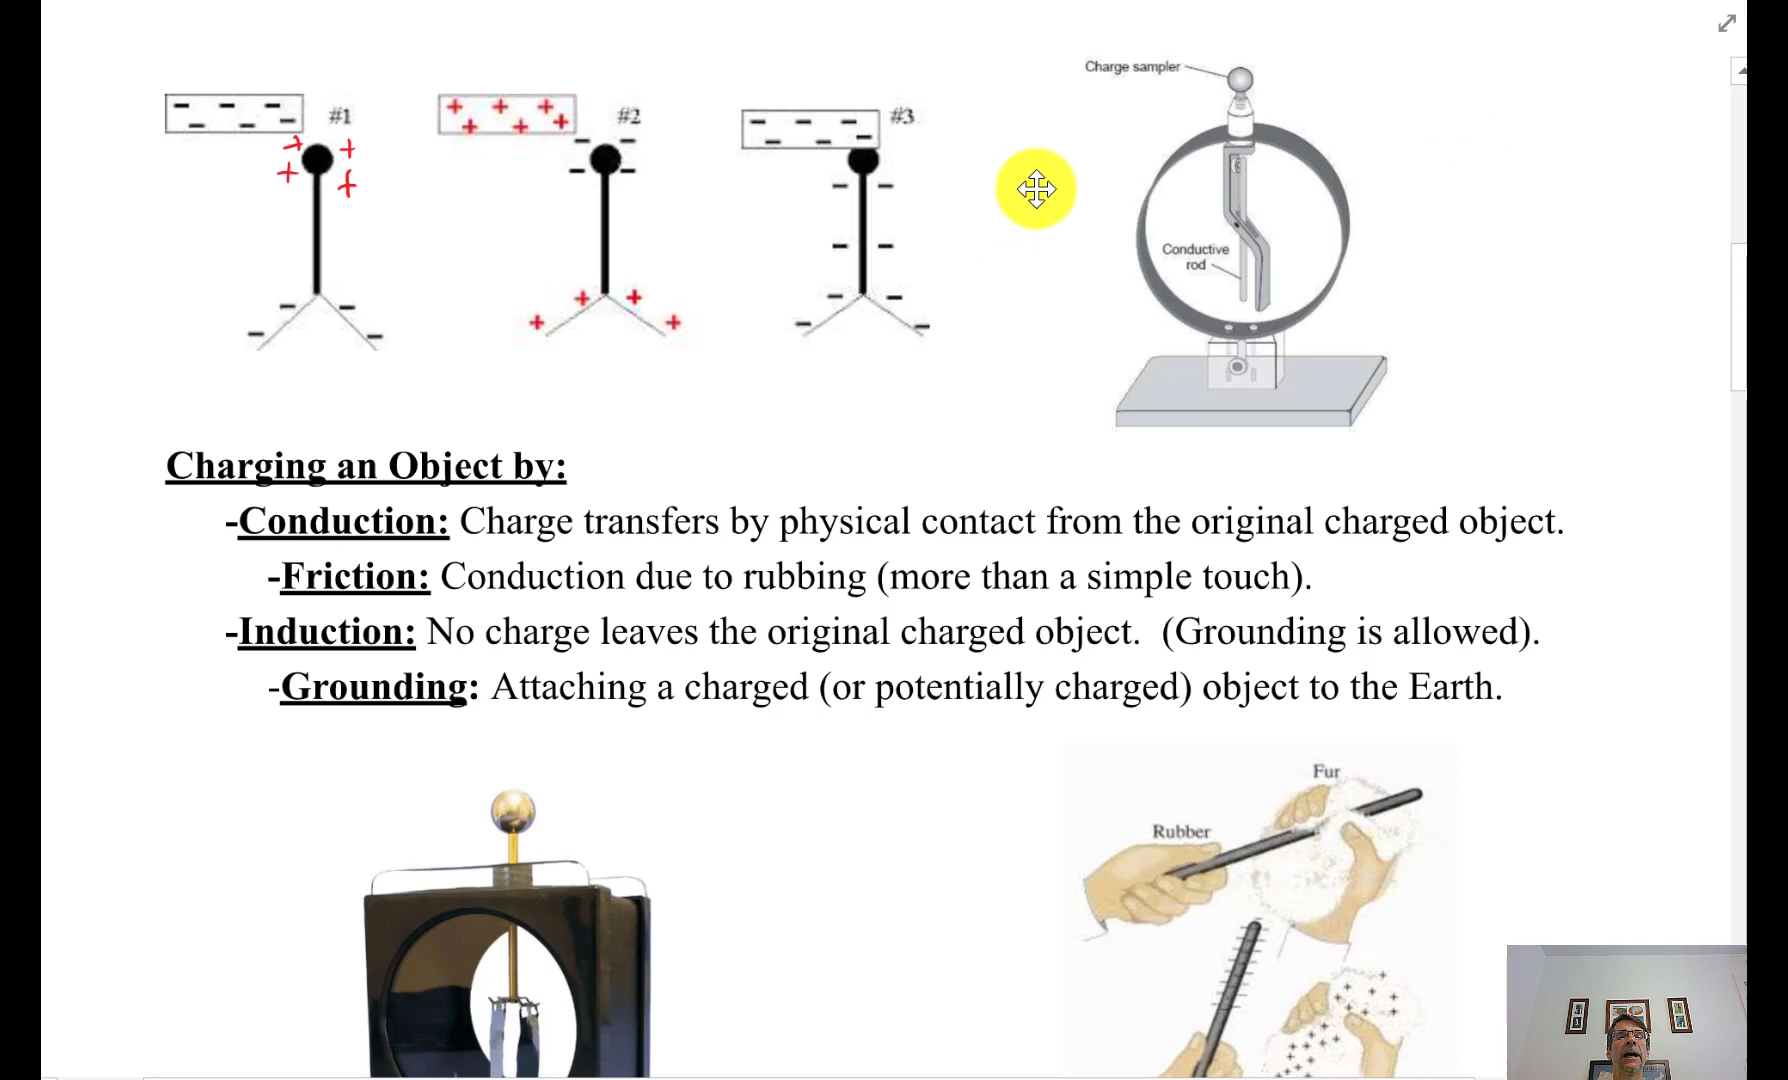 #1
#2
#3
Charge sampler
Conductive
rod
Charging an Object by:
-Conduction: Charge transfers by physical contact from the original charged object.
-Friction: Conduction due to rubbing (more than a simple touch).
-Induction: No charge leaves the original charged object.  (Grounding is allowed).
-Grounding: Attaching a charged (or potentially charged) object to the Earth.
Fur
Rubber